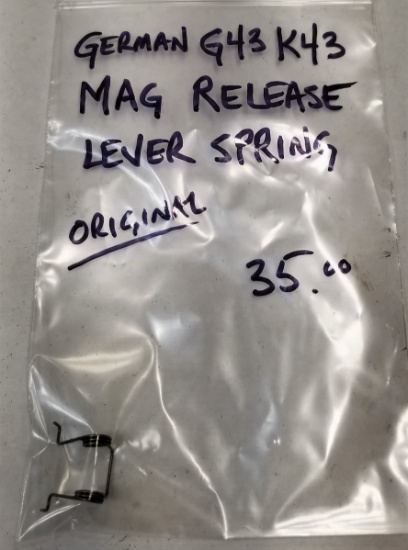 GERMAN G43 K43
MAG RELEASE
LEVER SPRING
ORIGINAL
35.00